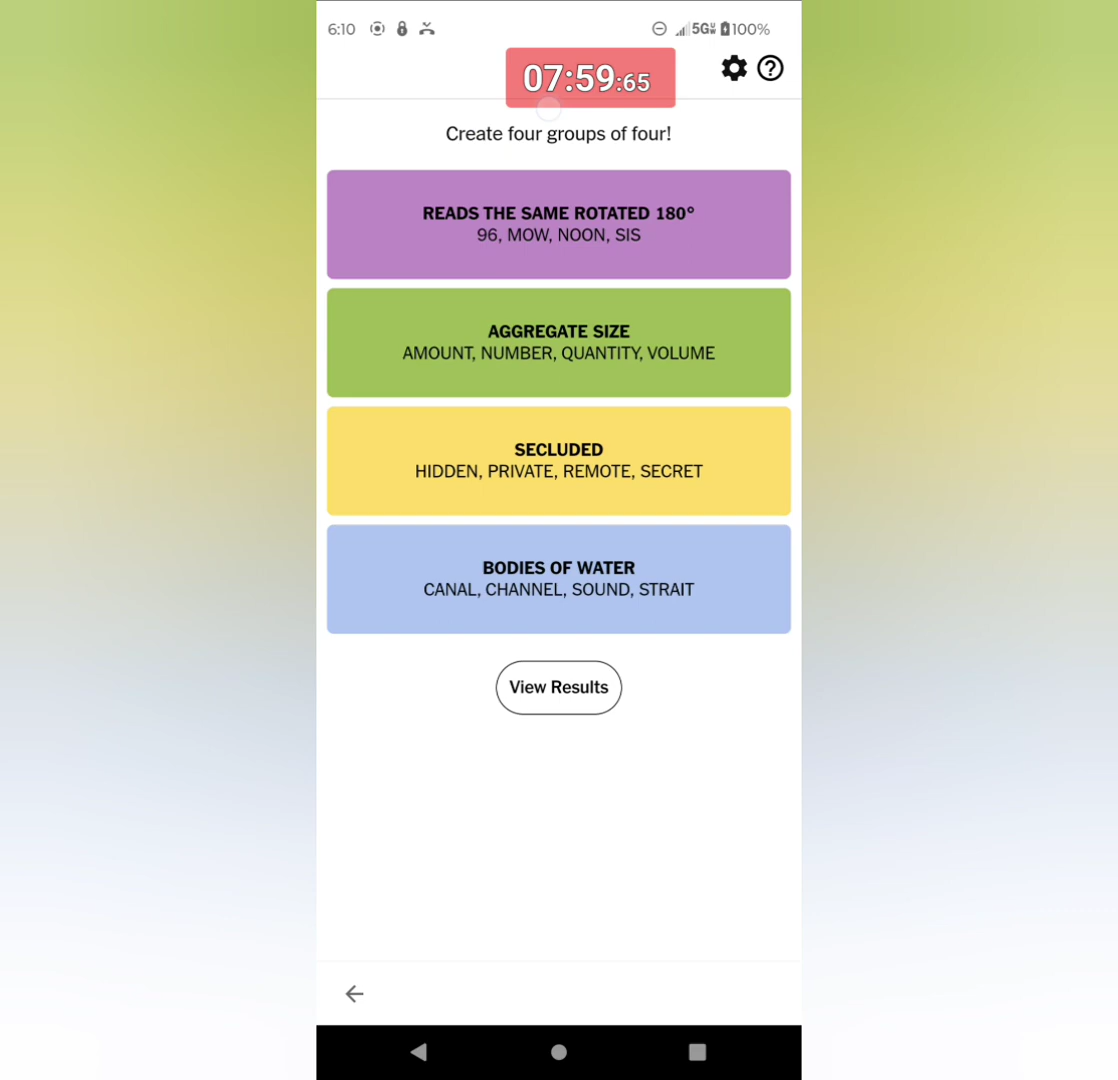 6:10 5G UW 100%
07:59:65
Create four groups of four!
READS THE SAME ROTATED 180°
96, MOW, NOON, SIS
AGGREGATE SIZE
AMOUNT, NUMBER, QUANTITY, VOLUME
SECLUDED
HIDDEN, PRIVATE, REMOTE, SECRET
BODIES OF WATER
CANAL, CHANNEL, SOUND, STRAIT
View Results